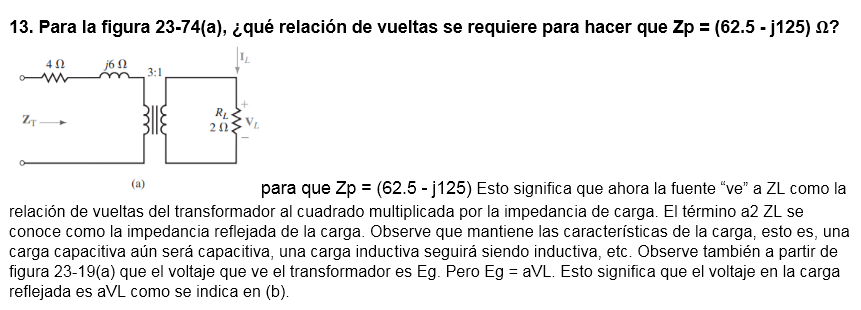 13. Para la figura 23-74(a), ¿qué relación de vueltas se requiere para hacer que Zp = (62.5 - j125) Ω?
4 Ω
j6 Ω
3:1
I_L
Z_T
R_L
2 Ω
+
V_L
−
(a)
para que Zp = (62.5 - j125) Esto significa que ahora la fuente “ve” a ZL como la
relación de vueltas del transformador al cuadrado multiplicada por la impedancia de carga. El término a2 ZL se
conoce como la impedancia reflejada de la carga. Observe que mantiene las características de la carga, esto es, una
carga capacitiva aún será capacitiva, una carga inductiva seguirá siendo inductiva, etc. Observe también a partir de
figura 23-19(a) que el voltaje que ve el transformador es Eg. Pero Eg = aVL. Esto significa que el voltaje en la carga
reflejada es aVL como se indica en (b).